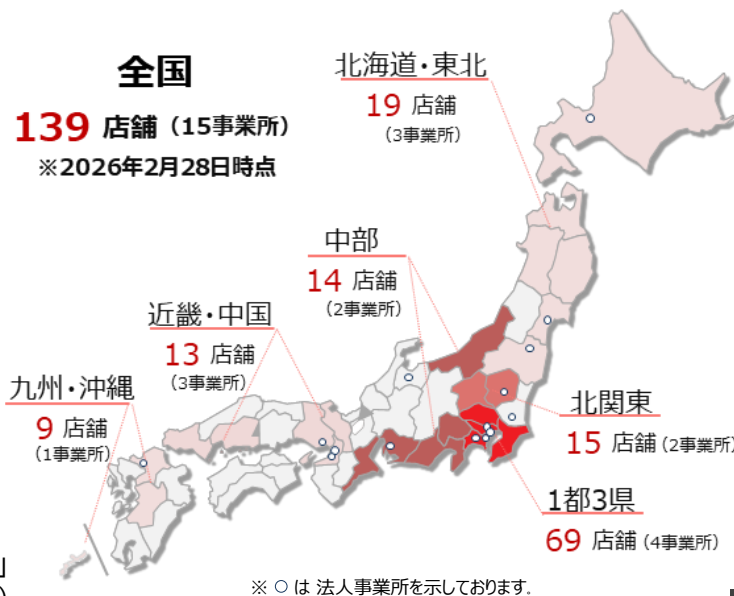 全国
139 店舗（15事業所）
※2026年2月28日時点
北海道・東北
19 店舗
（3事業所）
中部
14 店舗
（2事業所）
近畿・中国
13 店舗
（3事業所）
九州・沖縄
9 店舗
（1事業所）
北関東
15 店舗（2事業所）
1都3県
69 店舗（4事業所）
※ ○ は 法人事業所を示しております。